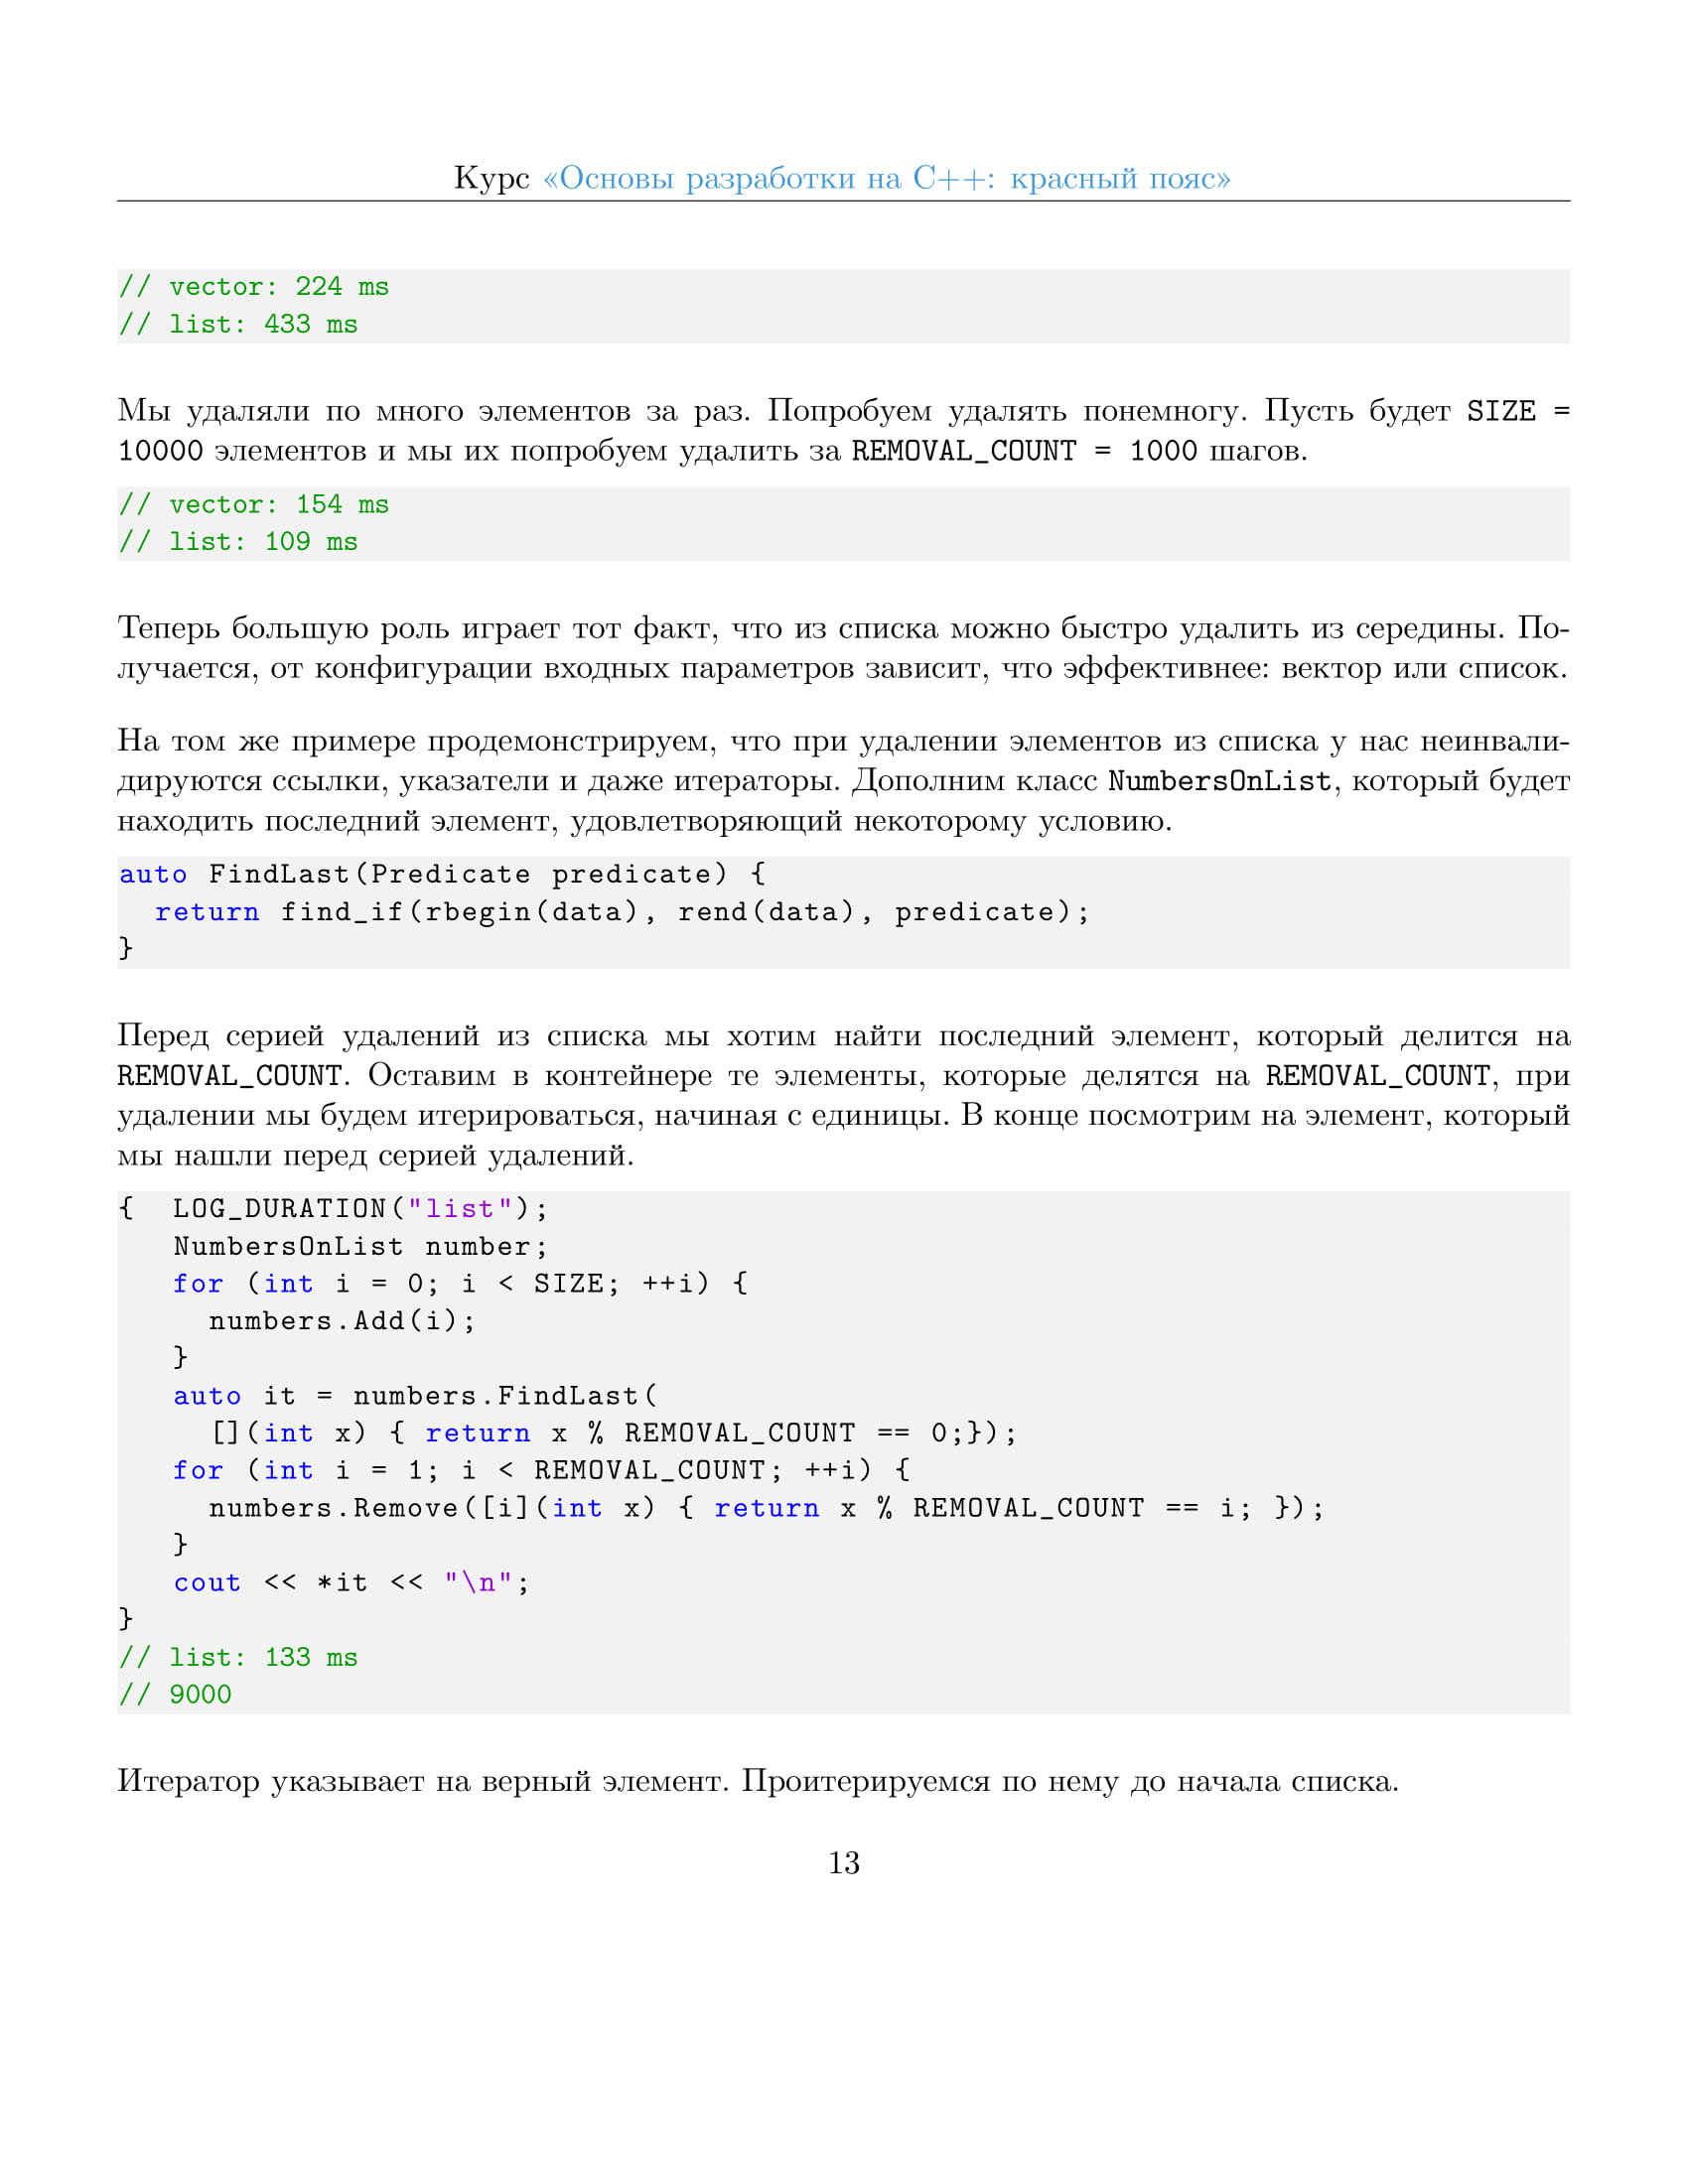 Курс «Основы разработки на C++: красный пояс»
// vector: 224 ms
// list: 433 ms
Мы удаляли по много элементов за раз. Попробуем удалять понемногу. Пусть будет SIZE =
10000 элементов и мы их попробуем удалить за REMOVAL_COUNT = 1000 шагов.
// vector: 154 ms
// list: 109 ms
Теперь большую роль играет тот факт, что из списка можно быстро удалить из середины. По-
лучается, от конфигурации входных параметров зависит, что эффективнее: вектор или список.
На том же примере продемонстрируем, что при удалении элементов из списка у нас неинвали-
дируются ссылки, указатели и даже итераторы. Дополним класс NumbersOnList, который будет
находить последний элемент, удовлетворяющий некоторому условию.
auto FindLast(Predicate predicate) {
  return find_if(rbegin(data), rend(data), predicate);
}
Перед серией удалений из списка мы хотим найти последний элемент, который делится на
REMOVAL_COUNT. Оставим в контейнере те элементы, которые делятся на REMOVAL_COUNT, при
удалении мы будем итерироваться, начиная с единицы. В конце посмотрим на элемент, который
мы нашли перед серией удалений.
{  LOG_DURATION("list");
   NumbersOnList number;
   for (int i = 0; i < SIZE; ++i) {
     numbers.Add(i);
   }
   auto it = numbers.FindLast(
     [](int x) { return x % REMOVAL_COUNT == 0;});
   for (int i = 1; i < REMOVAL_COUNT; ++i) {
     numbers.Remove([i](int x) { return x % REMOVAL_COUNT == i; });
   }
   cout << *it << "\n";
}
// list: 133 ms
// 9000
Итератор указывает на верный элемент. Проитерируемся по нему до начала списка.
13